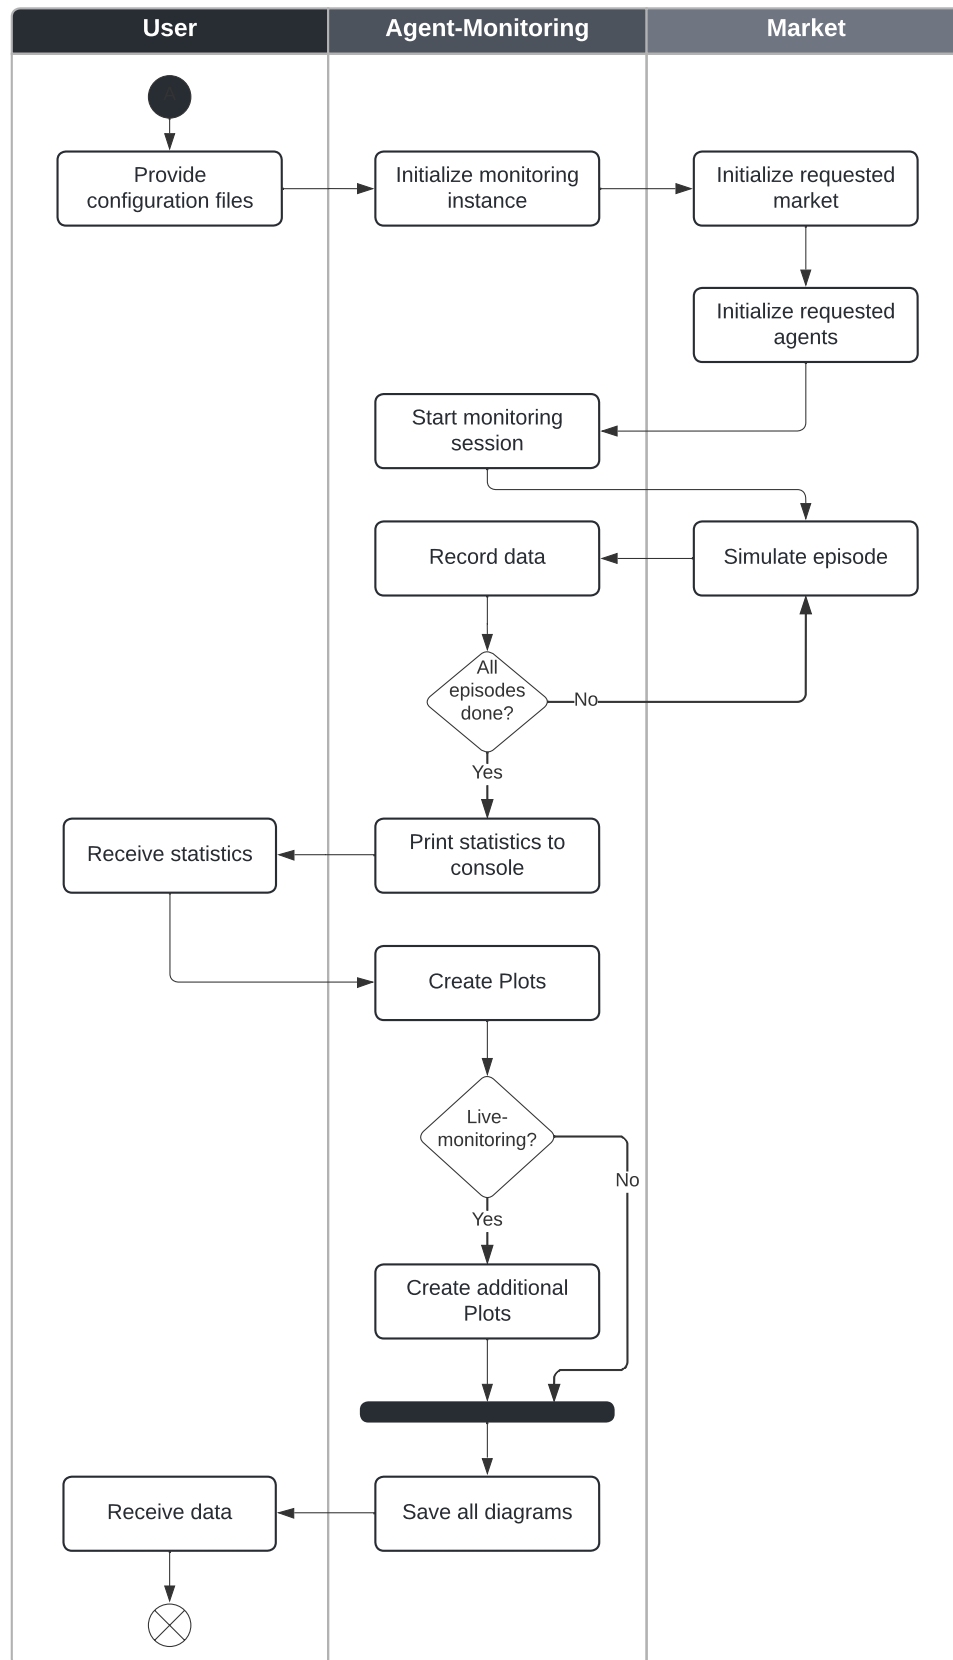 User
Agent-Monitoring
Market
A
Provide
configuration files
Initialize monitoring
instance
Initialize requested
market
Initialize requested
agents
Start monitoring
session
Record data
Simulate episode
All
episodes
done?
No
Yes
Receive statistics
Print statistics to
console
Create Plots
Live-
monitoring?
No
Yes
Create additional
Plots
Receive data
Save all diagrams